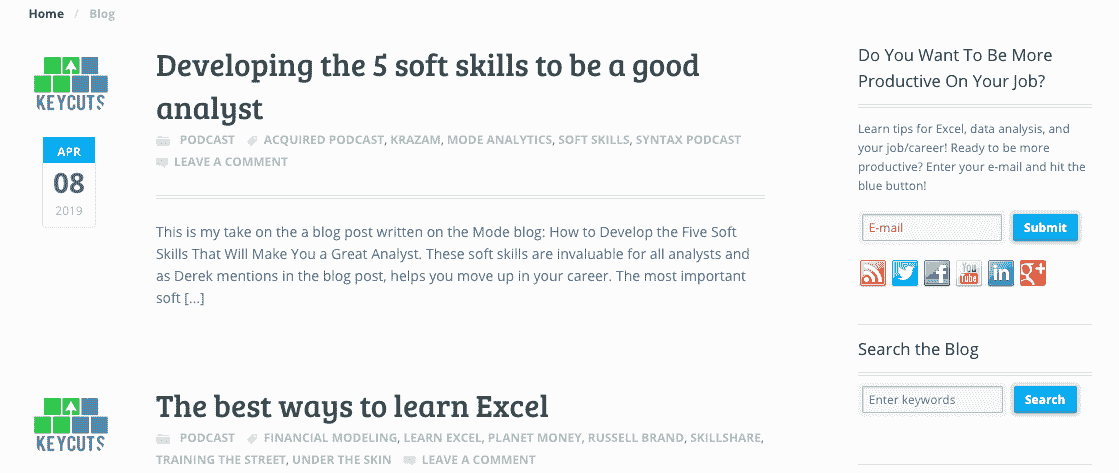 Home / Blog
KEYCUTS
APR
08
2019
Developing the 5 soft skills to be a good
analyst
PODCAST ACQUIRED PODCAST, KRAZAM, MODE ANALYTICS, SOFT SKILLS, SYNTAX PODCAST
LEAVE A COMMENT
This is my take on the a blog post written on the Mode blog: How to Develop the Five Soft
Skills That Will Make You a Great Analyst. These soft skills are invaluable for all analysts and
as Derek mentions in the blog post, helps you move up in your career. The most important
soft [...]
KEYCUTS
The best ways to learn Excel
PODCAST FINANCIAL MODELING, LEARN EXCEL, PLANET MONEY, RUSSELL BRAND, SKILLSHARE,
TRAINING THE STREET, UNDER THE SKIN LEAVE A COMMENT
Do You Want To Be More
Productive On Your Job?
Learn tips for Excel, data analysis, and
your job/career! Ready to be more
productive? Enter your e-mail and hit the
blue button!
E-mail Submit
You Tube in g+
Search the Blog
Enter keywords Search